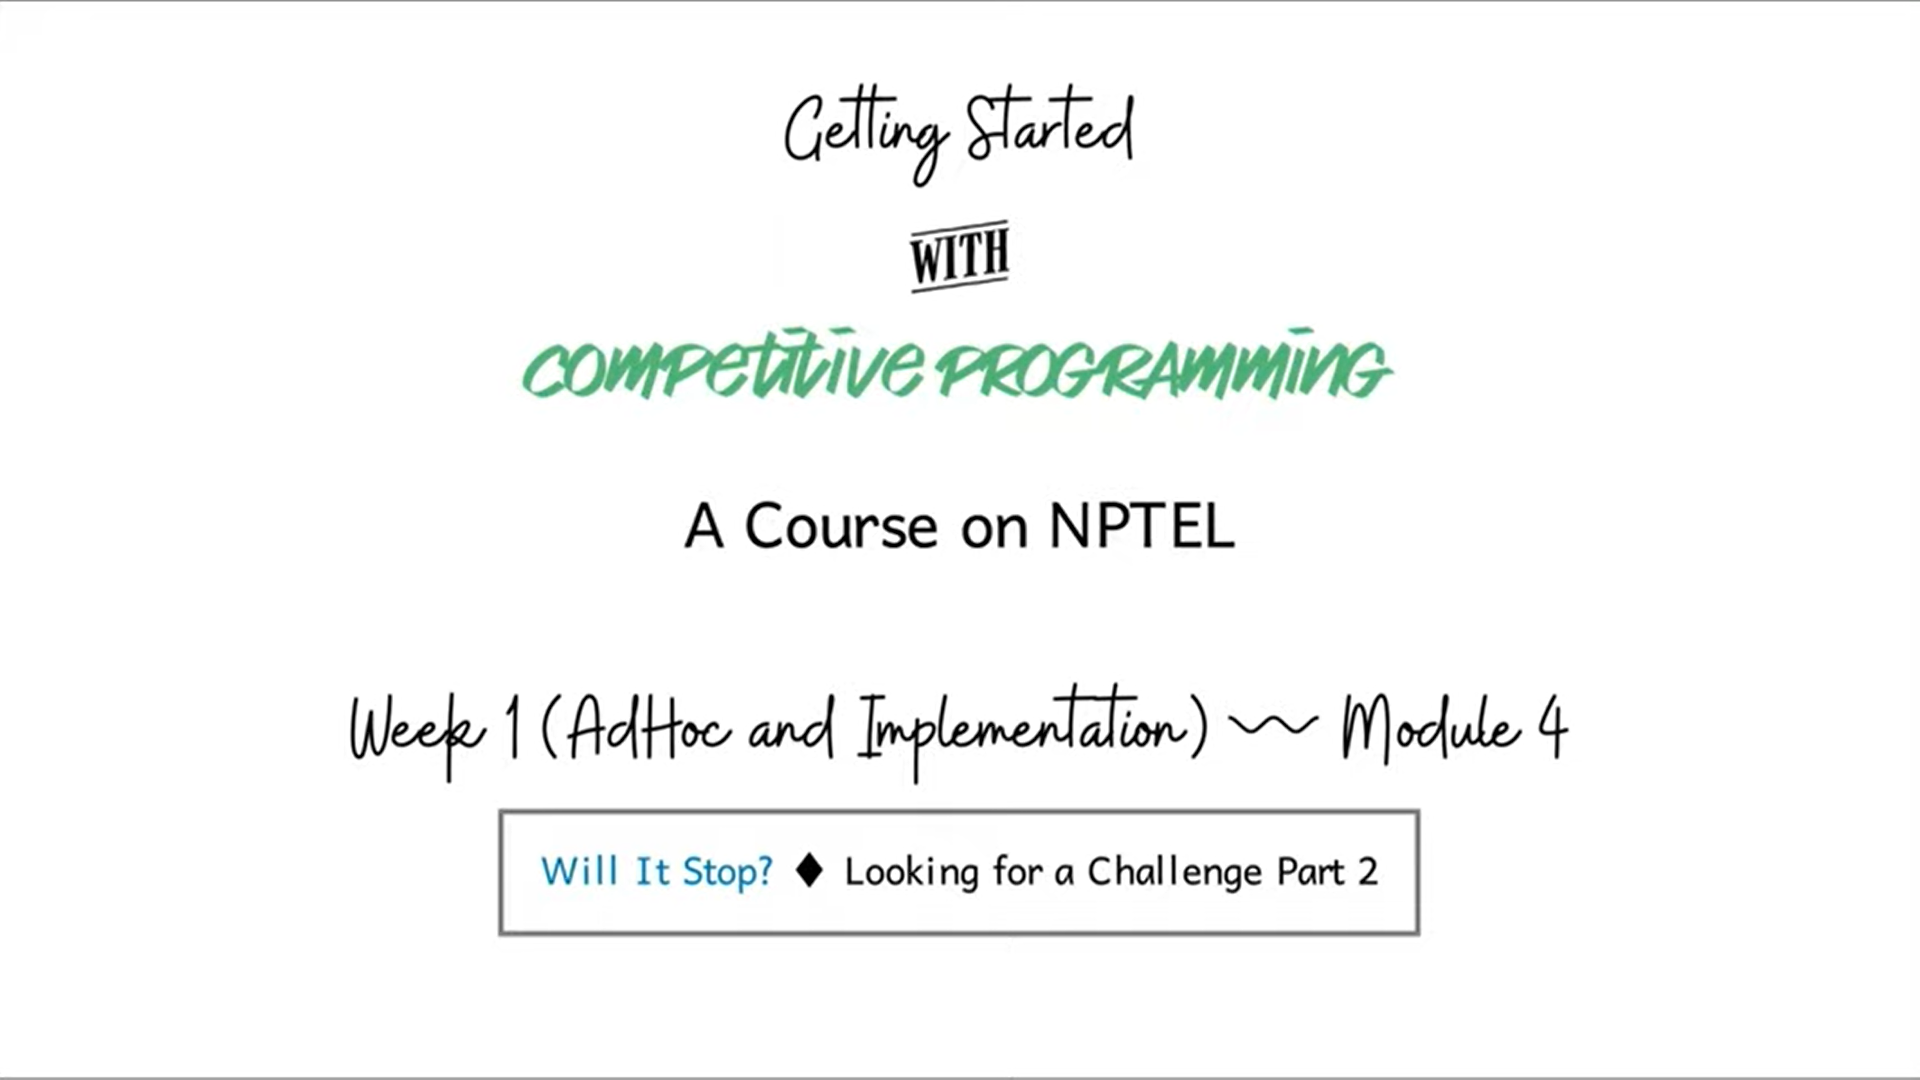 Getting Started
WITH
COMPETITIVE PROGRAMMING
A Course on NPTEL
Week 1 (AdHoc and Implementation) ~ Module 4
Will It Stop? ♦ Looking for a Challenge Part 2